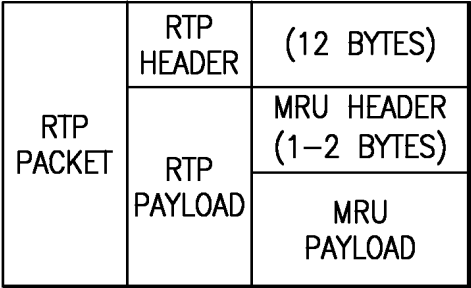 RTP
PACKET
RTP
HEADER
(12 BYTES)
RTP
PAYLOAD
MRU HEADER
(1-2 BYTES)
MRU
PAYLOAD